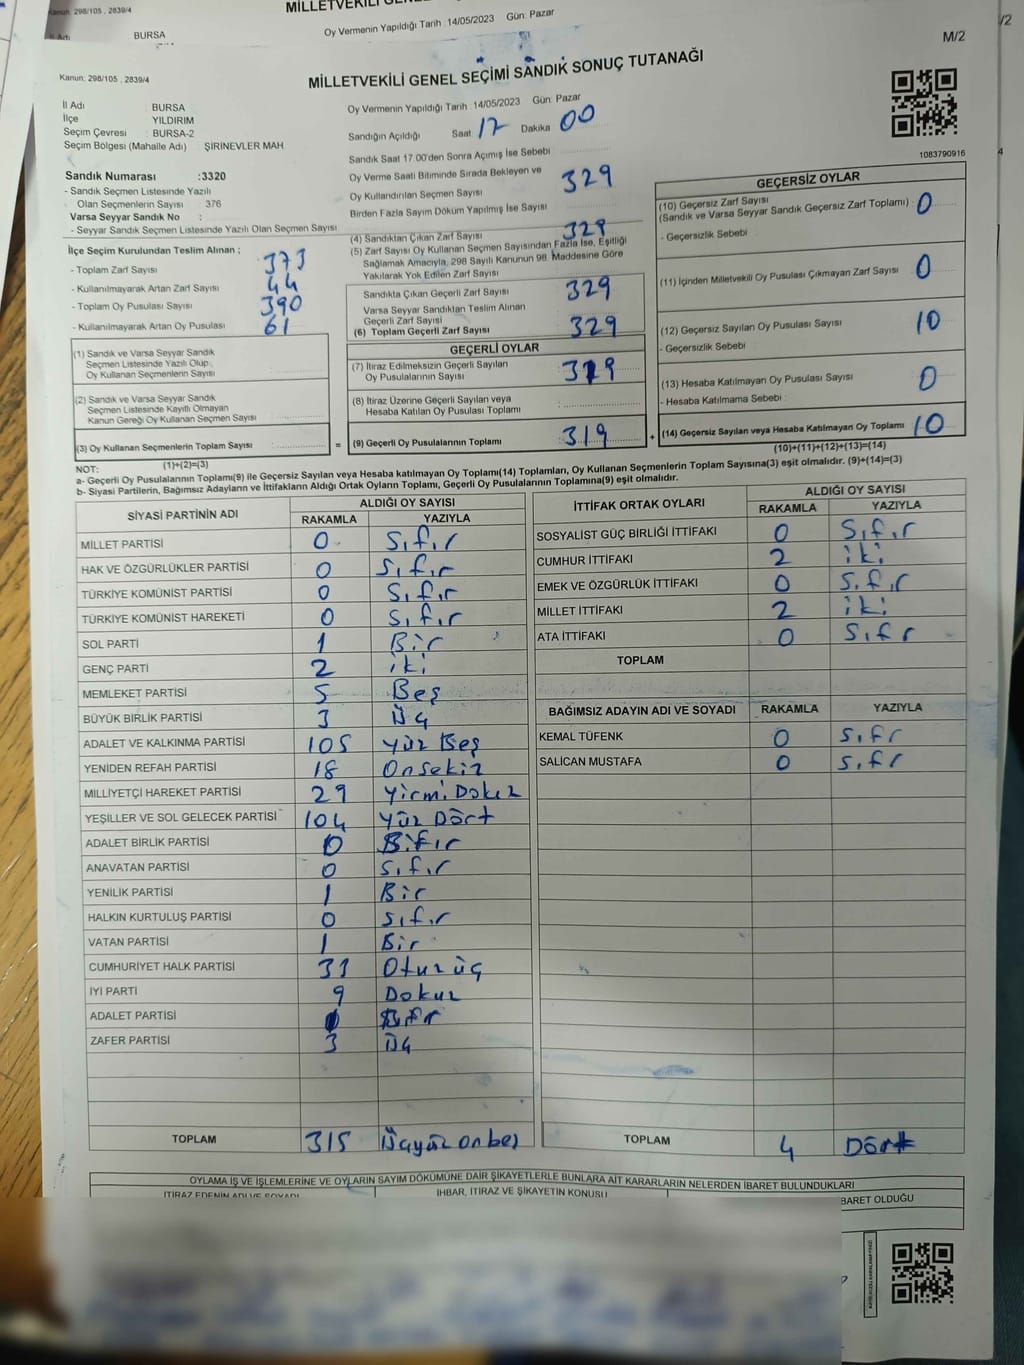 Kanun: 298/105 , 2839/4
MİLLETVEKİLİ GENEL
İl Adı
BURSA
Oy Vermenin Yapıldığı Tarih : 14/05/2023 Gün: Pazar
/2
M/2
Kanun: 298/105 , 2839/4
MİLLETVEKİLİ GENEL SEÇİMİ SANDIK SONUÇ TUTANAĞI
İl Adı : BURSA
İlçe : YILDIRIM
Seçim Çevresi : BURSA-2
Seçim Bölgesi (Mahalle Adı) : ŞİRİNEVLER MAH
Oy Vermenin Yapıldığı Tarih : 14/05/2023 Gün: Pazar
Sandığın Açıldığı Saat 17 Dakika 00
Sandık Saat 17.00'den Sonra Açımış İse Sebebi :
1083790916
4
Sandık Numarası :3320
- Sandık Seçmen Listesinde Yazılı
Olan Seçmenlerin Sayısı : 376
Varsa Seyyar Sandık No :
- Seyyar Sandık Seçmen Listesinde Yazılı Olan Seçmen Sayısı :
Oy Verme Saati Bitiminde Sırada Bekleyen ve
Oy Kullandırılan Seçmen Sayısı 329
Birden Fazla Sayım Döküm Yapılmış İse Sayısı :
İlçe Seçim Kurulundan Teslim Alınan ;
- Toplam Zarf Sayısı : 373
- Kullanılmayarak Artan Zarf Sayısı : 44
- Toplam Oy Pusulası Sayısı : 390
- Kullanılmayarak Artan Oy Pusulası : 61
(4) Sandıktan Çıkan Zarf Sayısı 329
(5) Zarf Sayısı Oy Kullanan Seçmen Sayısından Fazla İse, Eşitliği
Sağlamak Amacıyla, 298 Sayılı Kanunun 98. Maddesine Göre
Yakılarak Yok Edilen Zarf Sayısı
Sandıkta Çıkan Geçerli Zarf Sayısı : 329
Varsa Seyyar Sandıktan Teslim Alınan
Geçerli Zarf Sayısı
(6) Toplam Geçerli Zarf Sayısı : 329
GEÇERSİZ OYLAR
(10) Geçersiz Zarf Sayısı
(Sandık ve Varsa Seyyar Sandık Geçersiz Zarf Toplamı) : 0
- Geçersizlik Sebebi :
(11) İçinden Milletvekili Oy Pusulası Çıkmayan Zarf Sayısı : 0
(12) Geçersiz Sayılan Oy Pusulası Sayısı : 10
- Geçersizlik Sebebi
(13) Hesaba Katılmayan Oy Pusulası Sayısı : 0
- Hesaba Katılmama Sebebi :
(14) Geçersiz Sayılan veya Hesaba Katılmayan Oy Toplamı 10
(10)+(11)+(12)+(13)=(14)
(1) Sandık ve Varsa Seyyar Sandık
Seçmen Listesinde Yazılı Olup,
Oy Kullanan Seçmenlerin Sayısı :
(2) Sandık ve Varsa Seyyar Sandık
Seçmen Listesinde Kayıtlı Olmayan
Kanun Gereği Oy Kullanan Seçmen Sayısı :
(3) Oy Kullanan Seçmenlerin Toplam Sayısı :
(1)+(2)=(3)
=
GEÇERLİ OYLAR
(7) İtiraz Edilmeksizin Geçerli Sayılan
Oy Pusulalarının Sayısı : 319
(8) İtiraz Üzerine Geçerli Sayılan veya
Hesaba Katılan Oy Pusulası Toplamı :
(9) Geçerli Oy Pusulalarının Toplamı : 319
+
NOT:
a- Geçerli Oy Pusulalarının Toplamı(9) ile Geçersiz Sayılan veya Hesaba katılmayan Oy Toplamı(14) Toplamları, Oy Kullanan Seçmenlerin Toplam Sayısına(3) eşit olmalıdır. (9)+(14)=(3)
b- Siyasi Partilerin, Bağımsız Adayların ve İttifakların Aldığı Ortak Oyların Toplamı, Geçerli Oy Pusulalarının Toplamına(9) eşit olmalıdır.
SİYASİ PARTİNİN ADI ALDIĞI OY SAYISI
RAKAMLA YAZIYLA
MİLLET PARTİSİ 0 Sıfır
HAK VE ÖZGÜRLÜKLER PARTİSİ 0 Sıfır
TÜRKİYE KOMÜNİST PARTİSİ 0 Sıfır
TÜRKİYE KOMÜNİST HAREKETİ 0 Sıfır
SOL PARTİ 1 Bir
GENÇ PARTİ 2 iki
MEMLEKET PARTİSİ 5 Beş
BÜYÜK BİRLİK PARTİSİ 3 Üç
ADALET VE KALKINMA PARTİSİ 105 Yüz Beş
YENİDEN REFAH PARTİSİ 18 Onsekiz
MİLLİYETÇİ HAREKET PARTİSİ 29 Yirmi Dokuz
YEŞİLLER VE SOL GELECEK PARTİSİ 104 Yüz Dört
ADALET BİRLİK PARTİSİ 0 Sıfır
ANAVATAN PARTİSİ 0 Sıfır
YENİLİK PARTİSİ 1 Bir
HALKIN KURTULUŞ PARTİSİ 0 Sıfır
VATAN PARTİSİ 1 Bir
CUMHURİYET HALK PARTİSİ 33 Otuz üç
İYİ PARTİ 9 Dokuz
ADALET PARTİSİ Sıfır
ZAFER PARTİSİ 3 Üç
TOPLAM 315 Üçyüz onbeş
İTTİFAK ORTAK OYLARI ALDIĞI OY SAYISI
RAKAMLA YAZIYLA
SOSYALİST GÜÇ BİRLİĞİ İTTİFAKI 0 Sıfır
CUMHUR İTTİFAKI 2 iki
EMEK VE ÖZGÜRLÜK İTTİFAKI 0 Sıfır
MİLLET İTTİFAKI 2 iki
ATA İTTİFAKI 0 Sıfr
TOPLAM
BAĞIMSIZ ADAYIN ADI VE SOYADI RAKAMLA YAZIYLA
KEMAL TÜFENK 0 Sıfr
SALİCAN MUSTAFA 0 Sıfr
TOPLAM 4 Dört
OYLAMA İŞ VE İŞLEMLERİNE VE OYLARIN SAYIM DÖKÜMÜNE DAİR ŞİKAYETLERLE BUNLARA AİT KARARLARIN NELERDEN İBARET BULUNDUKLARI
İTİRAZ EDENİN ADI VE SOYADI İHBAR, İTİRAZ VE ŞİKAYETİN KONUSU BARET OLDUĞU